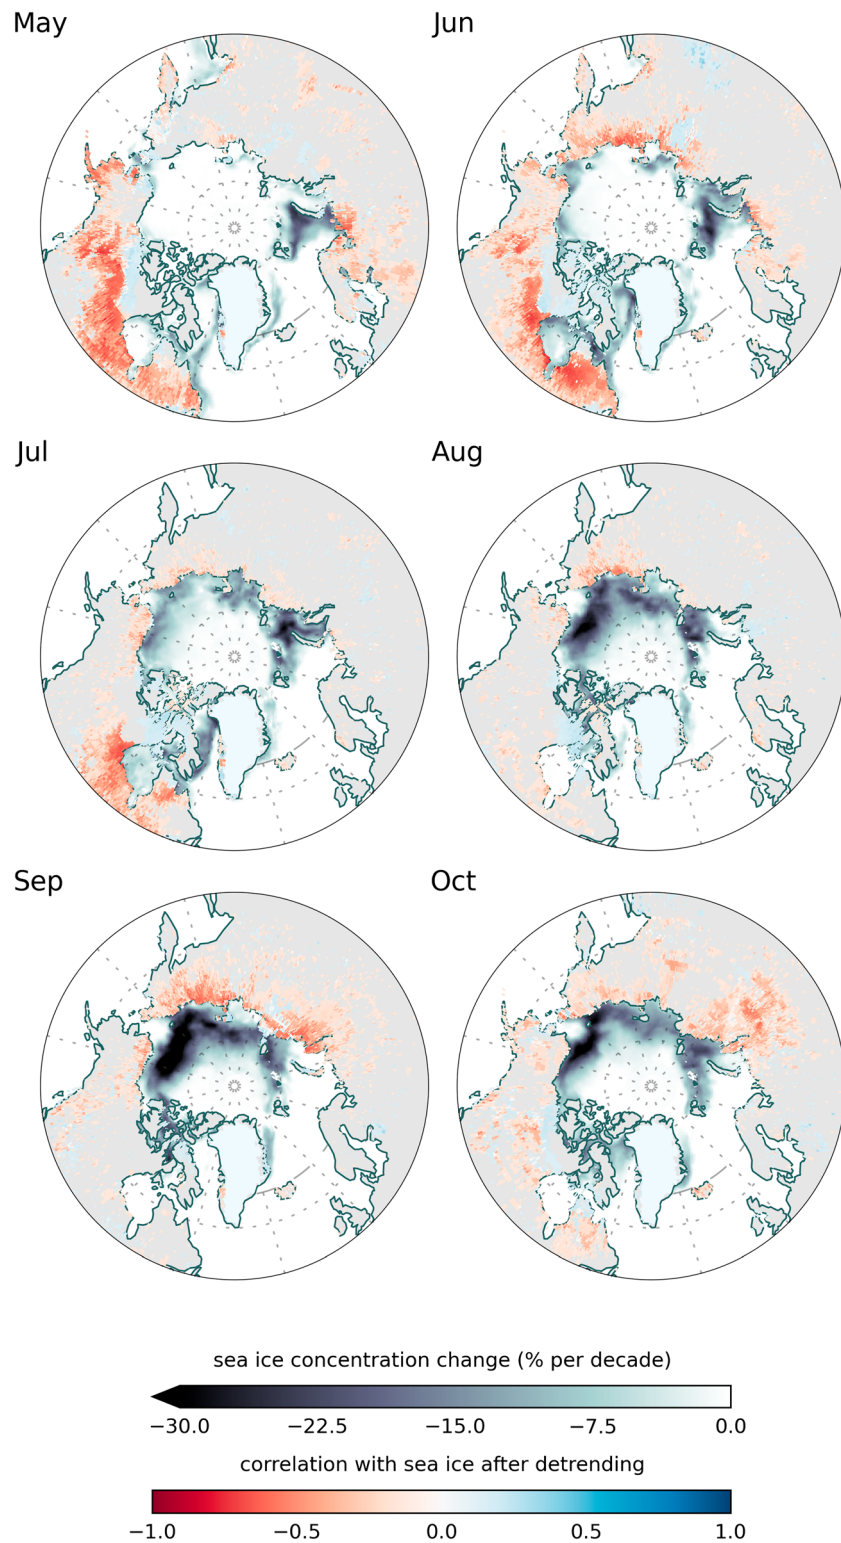 May
Jun
Jul
Aug
Sep
Oct
sea ice concentration change (% per decade)
−30.0 −22.5 −15.0 −7.5 0.0
correlation with sea ice after detrending
−1.0 −0.5 0.0 0.5 1.0